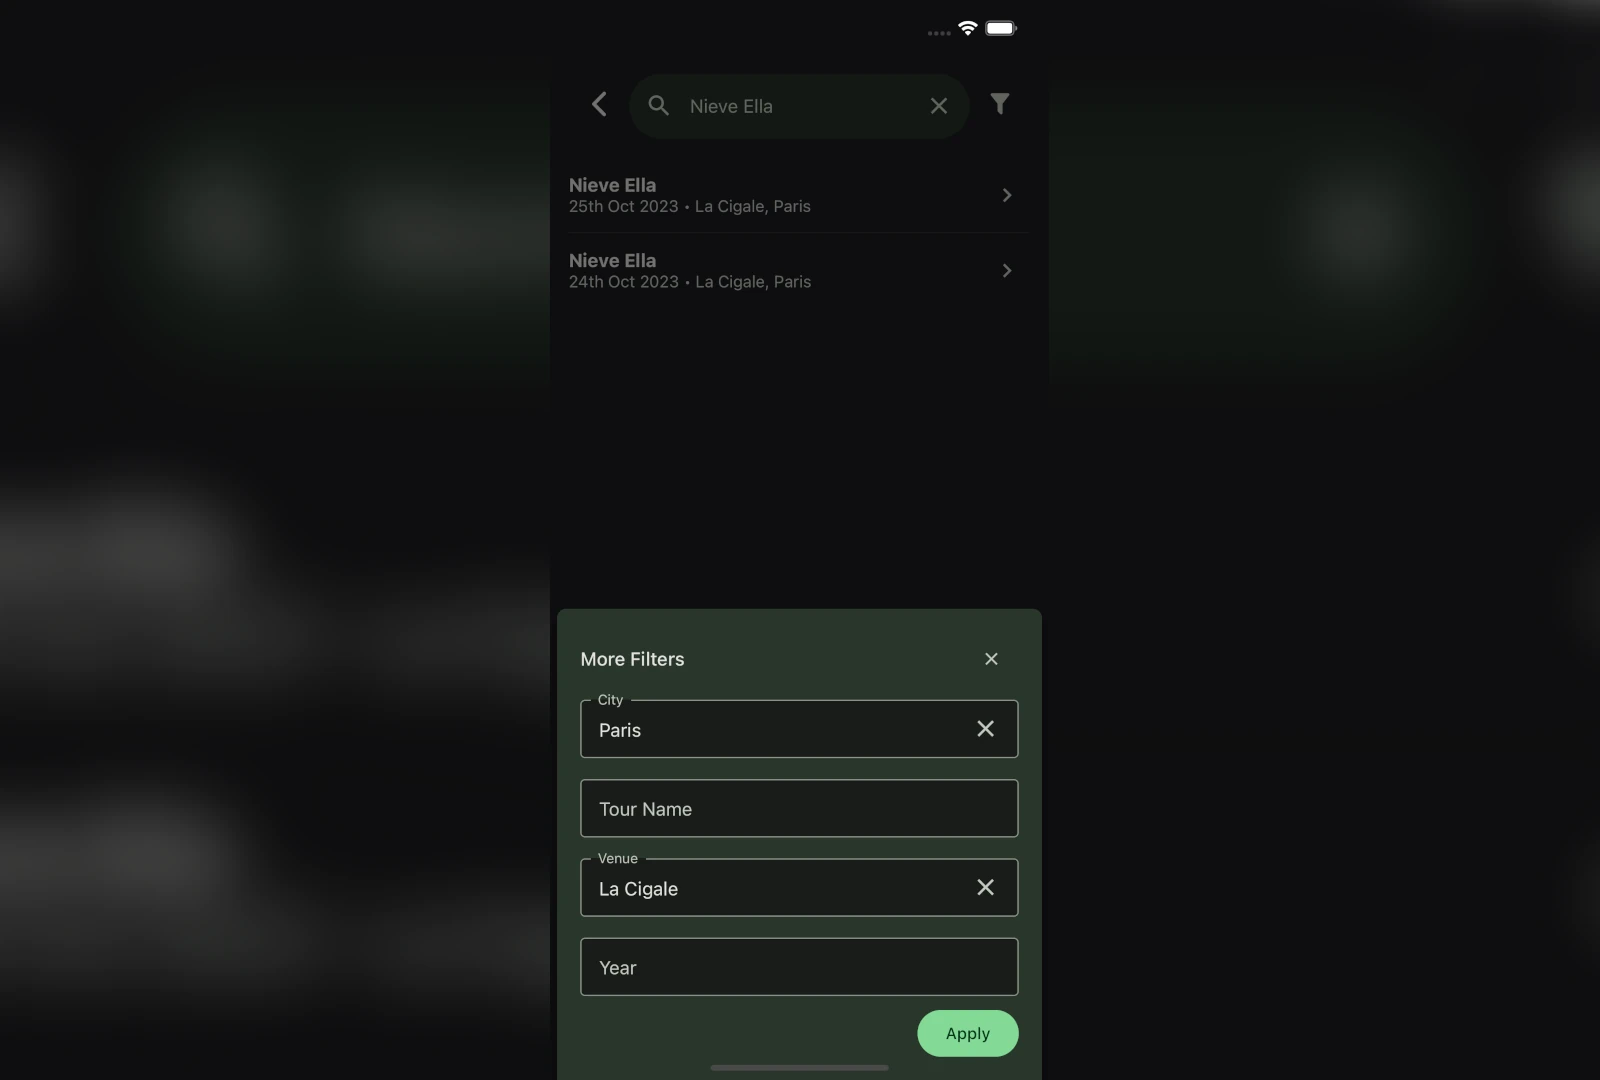 Nieve Ella
Nieve Ella
25th Oct 2023 • La Cigale, Paris
Nieve Ella
24th Oct 2023 • La Cigale, Paris
More Filters
City
Paris
Tour Name
Venue
La Cigale
Year
Apply